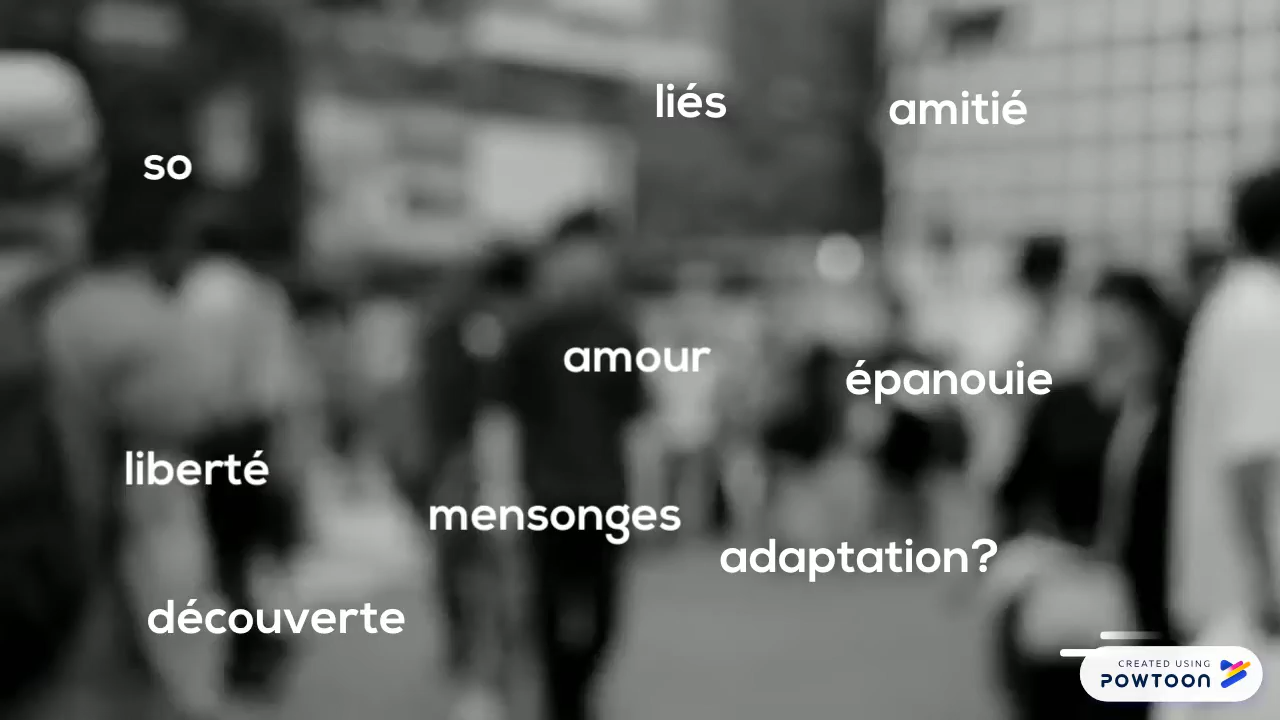 liés
amitié
so
amour
épanouie
liberté
mensonges
adaptation?
découverte
CREATED USING
POWTOON